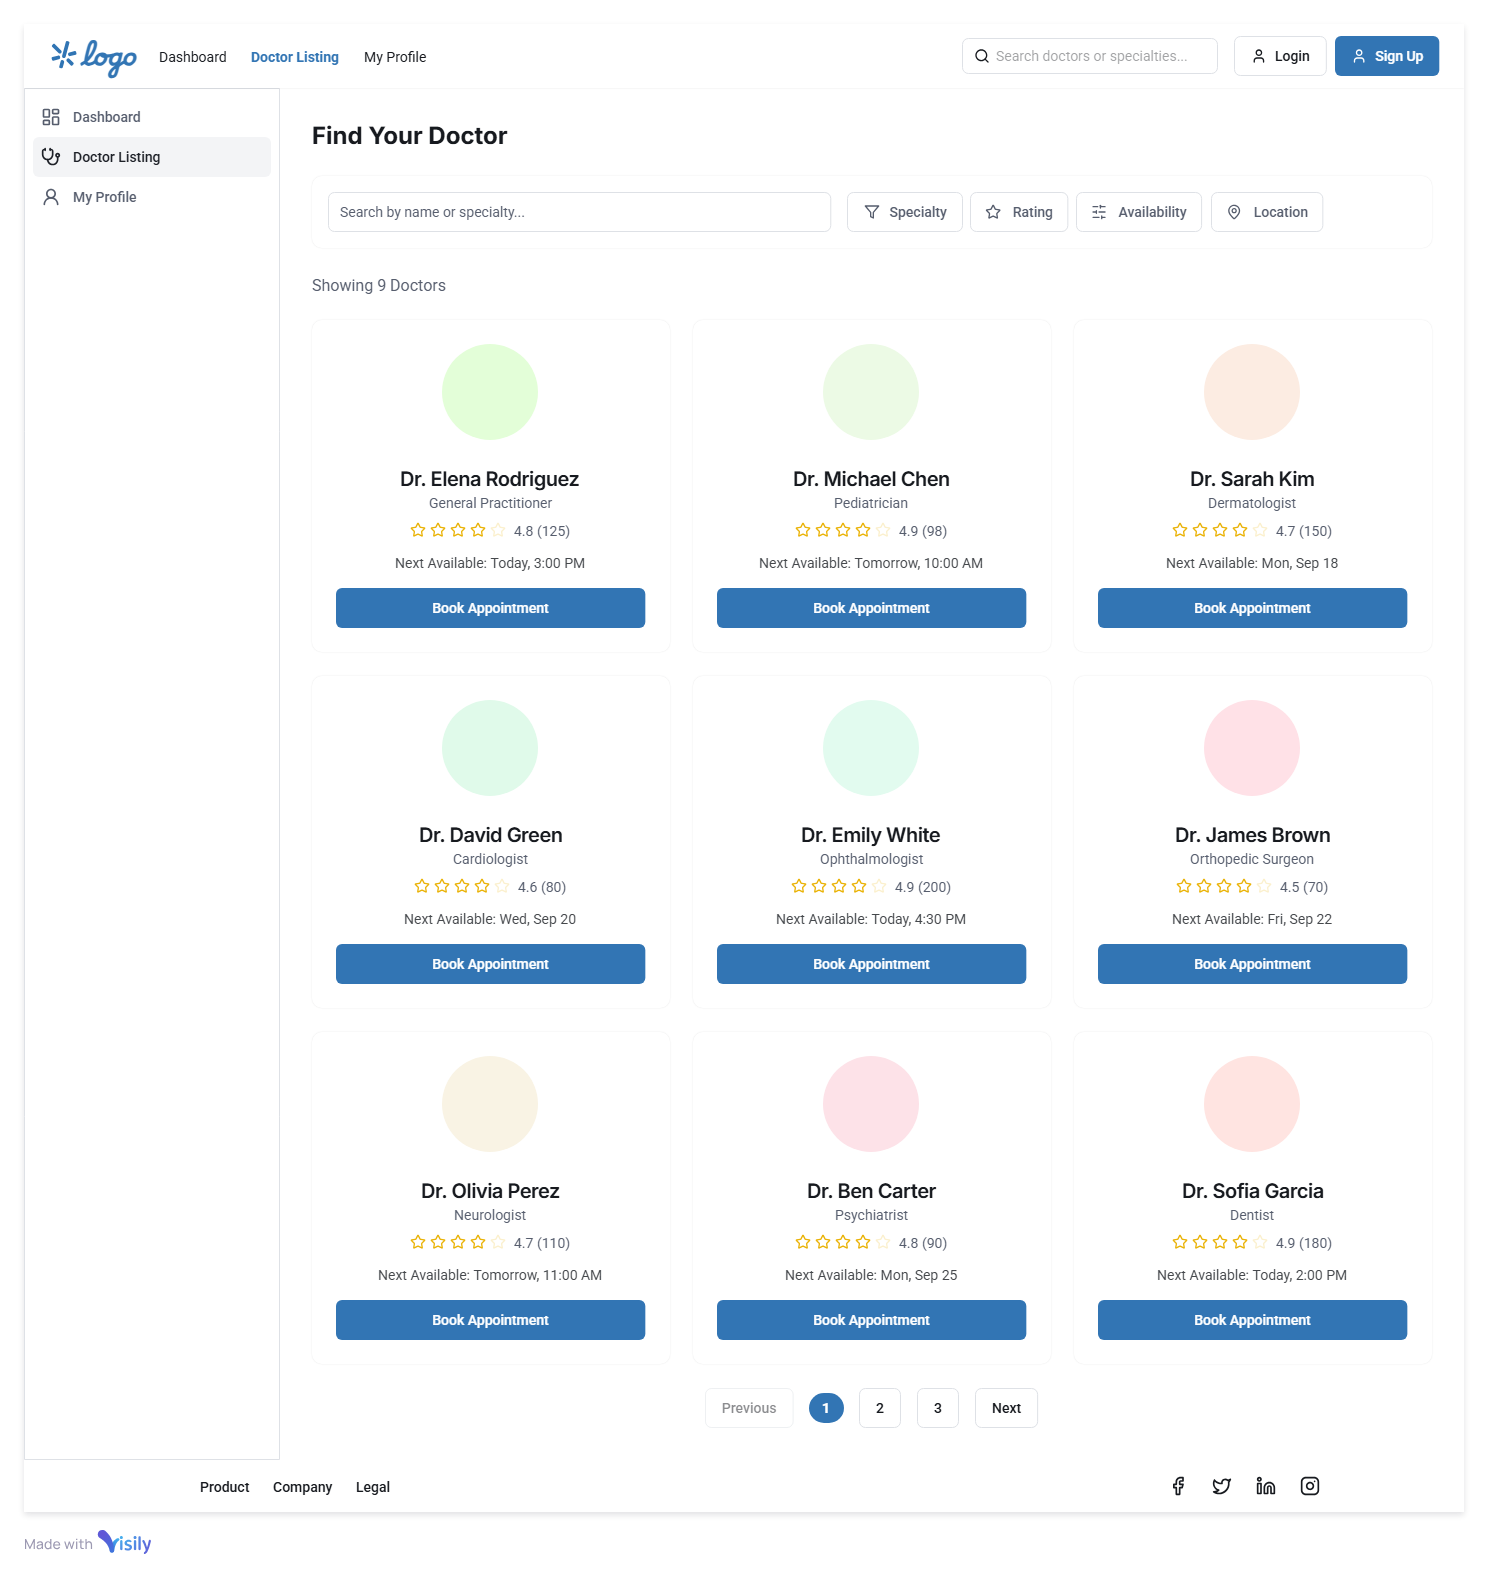 logo Dashboard Doctor Listing My Profile Search doctors or specialties... Login Sign Up
Dashboard
Doctor Listing
My Profile
Find Your Doctor
Search by name or specialty... Specialty Rating Availability Location
Showing 9 Doctors
Dr. Elena Rodriguez
General Practitioner
4.8 (125)
Next Available: Today, 3:00 PM
Book Appointment
Dr. Michael Chen
Pediatrician
4.9 (98)
Next Available: Tomorrow, 10:00 AM
Book Appointment
Dr. Sarah Kim
Dermatologist
4.7 (150)
Next Available: Mon, Sep 18
Book Appointment
Dr. David Green
Cardiologist
4.6 (80)
Next Available: Wed, Sep 20
Book Appointment
Dr. Emily White
Ophthalmologist
4.9 (200)
Next Available: Today, 4:30 PM
Book Appointment
Dr. James Brown
Orthopedic Surgeon
4.5 (70)
Next Available: Fri, Sep 22
Book Appointment
Dr. Olivia Perez
Neurologist
4.7 (110)
Next Available: Tomorrow, 11:00 AM
Book Appointment
Dr. Ben Carter
Psychiatrist
4.8 (90)
Next Available: Mon, Sep 25
Book Appointment
Dr. Sofia Garcia
Dentist
4.9 (180)
Next Available: Today, 2:00 PM
Book Appointment
Previous 1 2 3 Next
Product Company Legal
Made with Visily